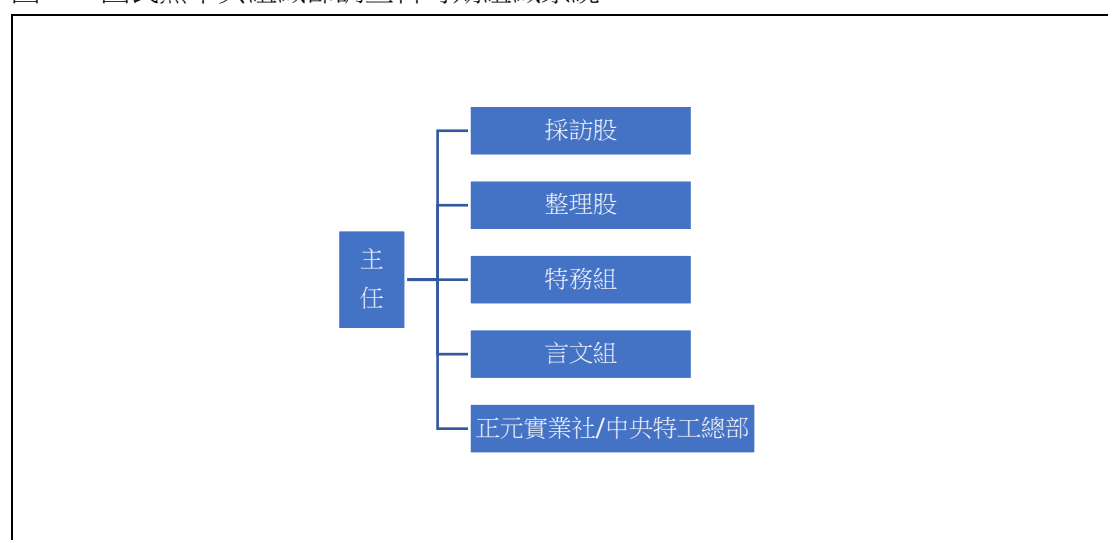 主
任
採訪股
整理股
特務組
言文組
正元實業社/中央特工總部